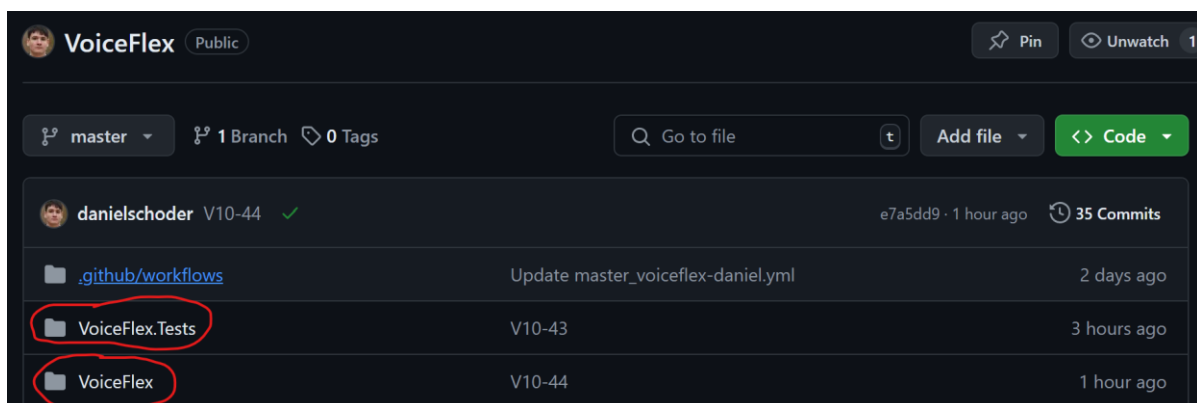 VoiceFlex Public Pin Unwatch 1
master 1 Branch 0 Tags Go to file t Add file <> Code
danielschoder V10-44 e7a5dd9 · 1 hour ago 35 Commits
.github/workflows Update master_voiceflex-daniel.yml 2 days ago
VoiceFlex.Tests V10-43 3 hours ago
VoiceFlex V10-44 1 hour ago